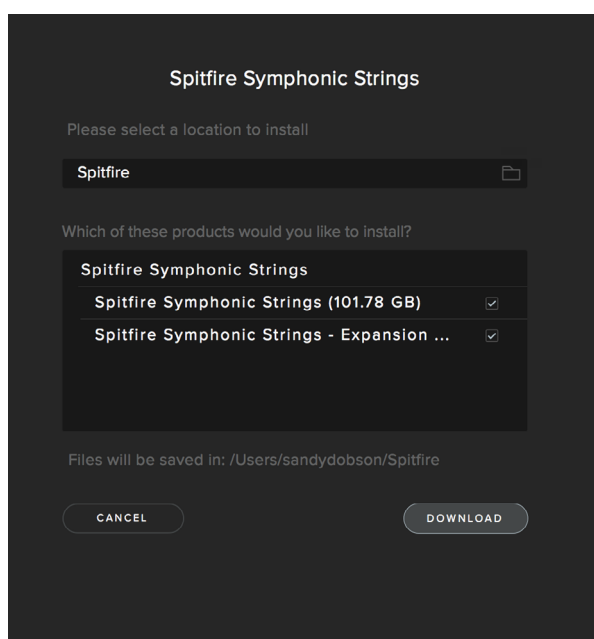 Spitfire Symphonic Strings
Please select a location to install
Spitfire
Which of these products would you like to install?
Spitfire Symphonic Strings
Spitfire Symphonic Strings (101.78 GB)
Spitfire Symphonic Strings - Expansion ...
Files will be saved in: /Users/sandydobson/Spitfire
CANCEL
DOWNLOAD